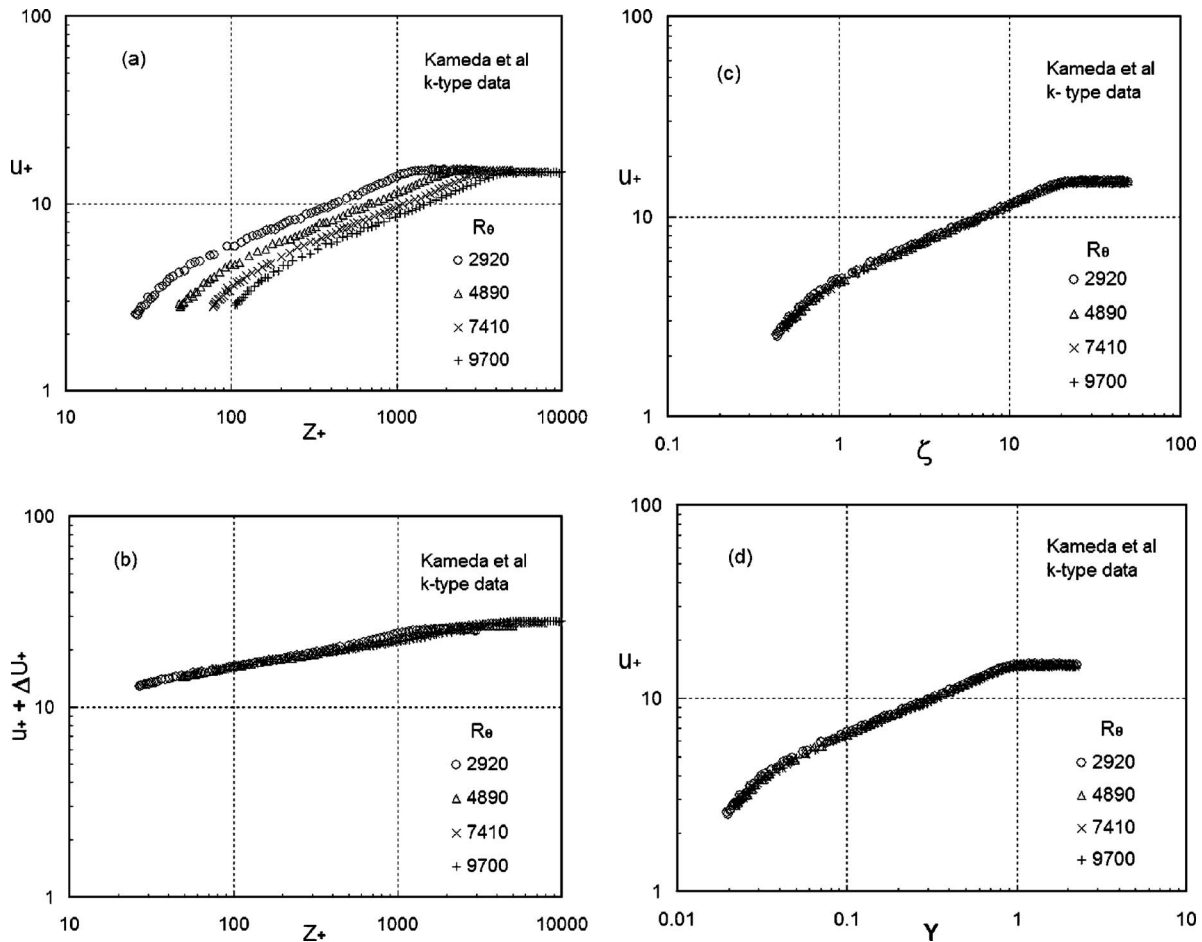 100
(a)
Kameda et al
k-type data
u₊
10
Rθ
2920
4890
7410
9700
1
10 100 1000 10000
Z₊
100
(c)
Kameda et al
k- type data
u₊
10
Rθ
2920
4890
7410
9700
1
0.1 1 10 100
ζ
100
(b)
Kameda et al
k-type data
u₊ + ΔU₊
10
Rθ
2920
4890
7410
9700
1
10 100 1000 10000
Z₊
100
(d)
Kameda et al
k-type data
u₊
10
Rθ
2920
4890
7410
9700
1
0.01 0.1 1 10
Y